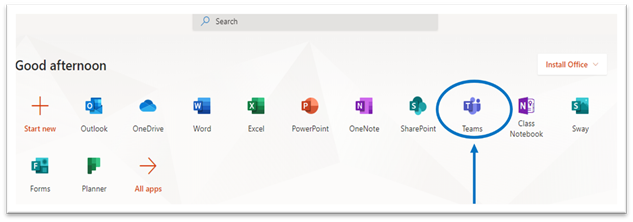 Search
Good afternoon
Install Office
Start new
Outlook
OneDrive
Word
Excel
PowerPoint
OneNote
SharePoint
Teams
Class
Notebook
Sway
Forms
Planner
All apps